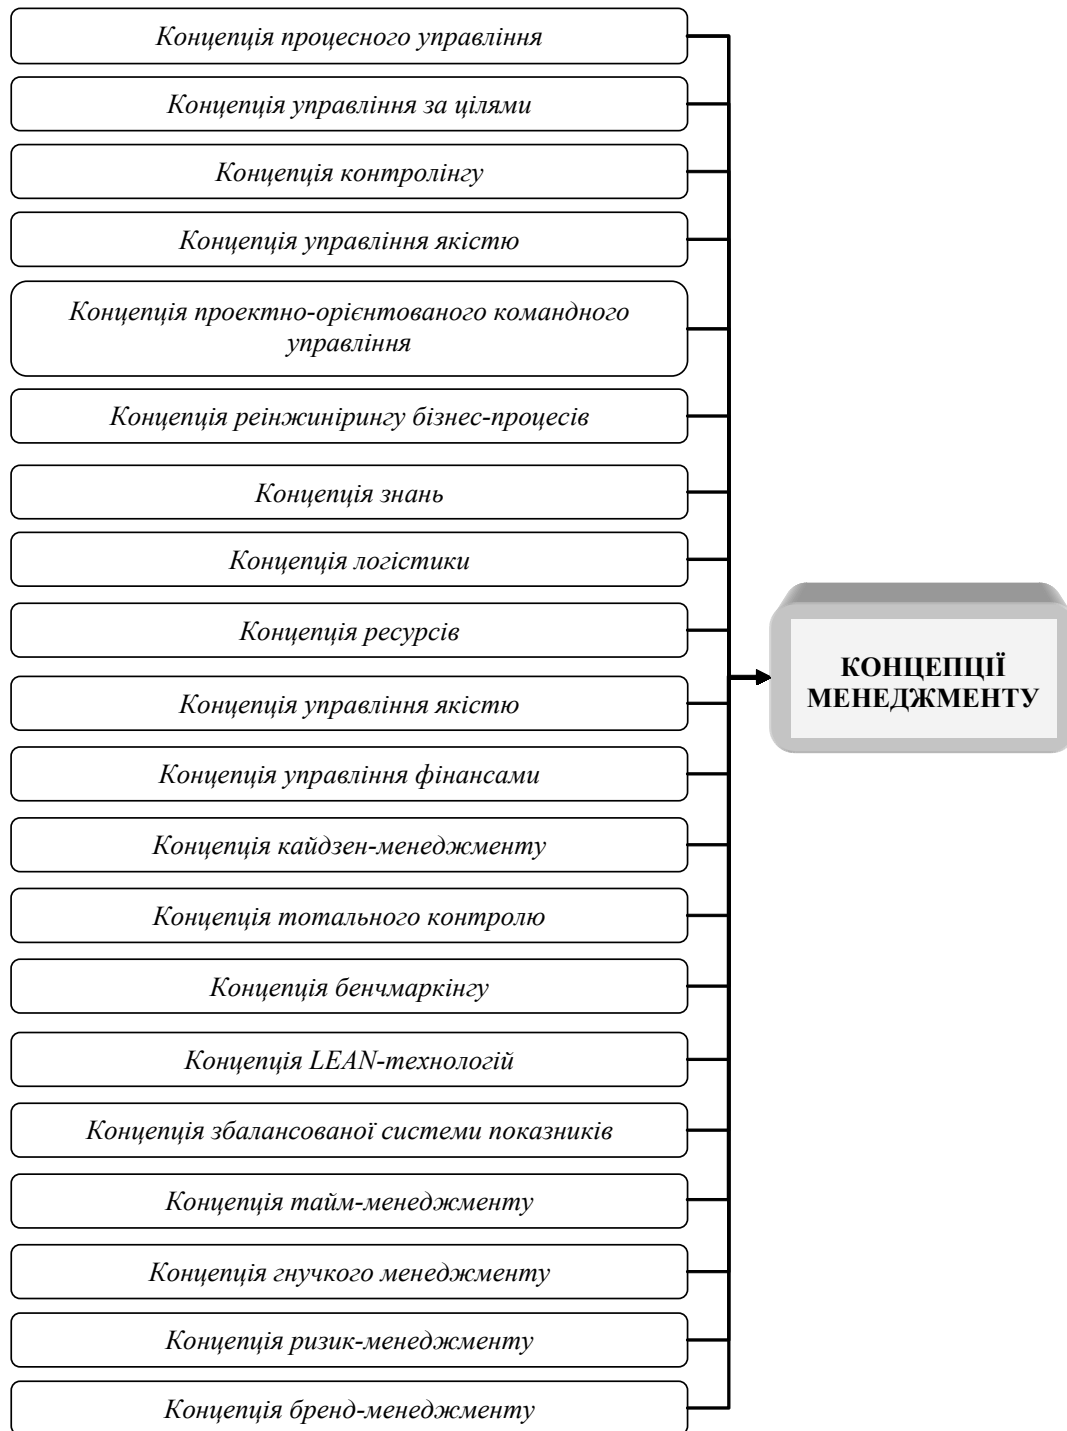 Концепція процесного управління
Концепція управління за цілями
Концепція контролінгу
Концепція управління якістю
Концепція проектно-орієнтованого командного
управління
Концепція реінжинірингу бізнес-процесів
Концепція знань
Концепція логістики
Концепція ресурсів
Концепція управління якістю
Концепція управління фінансами
Концепція кайдзен-менеджменту
Концепція тотального контролю
Концепція бенчмаркінгу
Концепція LEAN-технологій
Концепція збалансованої системи показників
Концепція тайм-менеджменту
Концепція гнучкого менеджменту
Концепція ризик-менеджменту
Концепція бренд-менеджменту
КОНЦЕПЦІЇ
МЕНЕДЖМЕНТУ